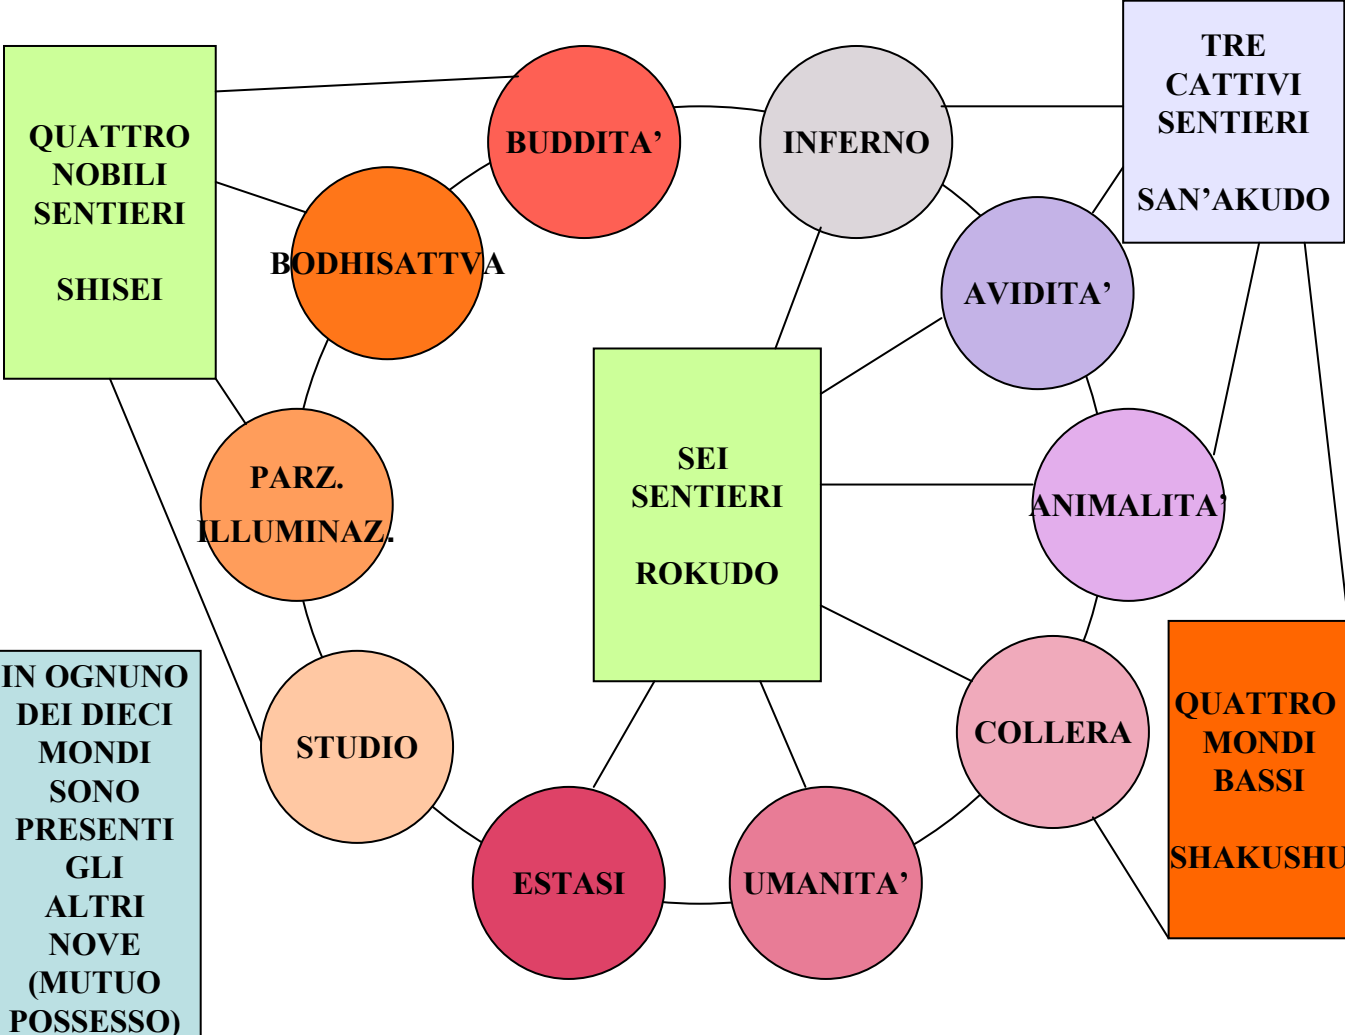 QUATTRO
NOBILI
SENTIERI
SHISEI
BUDDITA’
INFERNO
TRE
CATTIVI
SENTIERI
SAN’AKUDO
BODHISATTVA
AVIDITA’
PARZ.
ILLUMINAZ.
SEI
SENTIERI
ROKUDO
ANIMALITA’
IN OGNUNO
DEI DIECI
MONDI
SONO
PRESENTI
GLI
ALTRI
NOVE
(MUTUO
POSSESSO)
STUDIO
COLLERA
QUATTRO
MONDI
BASSI
SHAKUSHU
ESTASI
UMANITA’